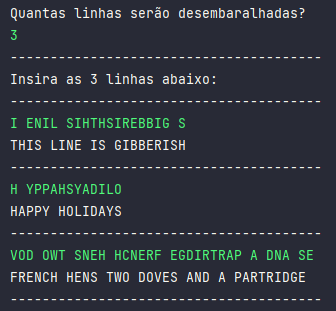 Quantas linhas serão desembaralhadas?
3
---------------------------------------
Insira as 3 linhas abaixo:
---------------------------------------
I ENIL SIHTHSIREBBIG S
THIS LINE IS GIBBERISH
---------------------------------------
H YPPAHSYADILO
HAPPY HOLIDAYS
---------------------------------------
VOD OWT SNEH HCNERF EGDIRTRAP A DNA SE
FRENCH HENS TWO DOVES AND A PARTRIDGE
---------------------------------------